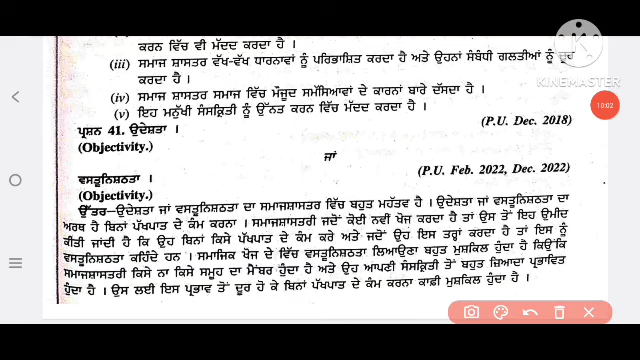 ਕਰਨ ਵਿੱਚ ਵੀ ਮੱਦਦ ਕਰਦਾ ਹੈ ।
(iii) ਸਮਾਜ ਸ਼ਾਸਤਰ ਵੱਖ-ਵੱਖ ਧਾਰਨਾਵਾਂ ਨੂੰ ਪਰਿਭਾਸ਼ਿਤ ਕਰਦਾ ਹੈ ਅਤੇ ਉਹਨਾਂ ਸੰਬੰਧੀ ਗਲਤੀਆਂ ਨੂੰ ਦੂਰ
ਕਰਦਾ ਹੈ ।
KINEMASTER
(iv) ਸਮਾਜ ਸ਼ਾਸਤਰ ਸਮਾਜ ਵਿੱਚ ਮੌਜੂਦ ਸਮੱਸਿਆਵਾਂ ਦੇ ਕਾਰਨਾਂ ਬਾਰੇ ਦੱਸਦਾ ਹੈ ।
(v) ਇਹ ਮਨੁੱਖੀ ਸੰਸਕ੍ਰਿਤੀ ਨੂੰ ਉੱਨਤ ਕਰਨ ਵਿੱਚ ਮੱਦਦ ਕਰਦਾ ਹੈ ।
10:02
ਪ੍ਰਸ਼ਨ 41. ਉਦੇਸ਼ਤਾ । (P.U. Dec. 2018)
(Objectivity.)
ਜਾਂ
ਵਸਤੂਨਿਸ਼ਠਤਾ । (P.U. Feb. 2022, Dec. 2022)
(Objectivity.)
ਉੱਤਰ-ਉਦੇਸ਼ਤਾ ਜਾਂ ਵਸਤੂਨਿਸ਼ਠਤਾ ਦਾ ਸਮਾਜਸ਼ਾਸਤਰ ਵਿੱਚ ਬਹੁਤ ਮਹੱਤਵ ਹੈ । ਉਦੇਸ਼ਤਾ ਜਾਂ ਵਸਤੂਨਿਸ਼ਠਤਾ ਦਾ
ਅਰਥ ਹੈ ਬਿਨਾਂ ਪੱਖਪਾਤ ਦੇ ਕੰਮ ਕਰਨਾ । ਸਮਾਜਸ਼ਾਸਤਰੀ ਜਦੋਂ ਕੋਈ ਨਵੀਂ ਖੋਜ ਕਰਦਾ ਹੈ ਤਾਂ ਉਸ ਤੋਂ ਇਹ ਉਮੀਦ
ਕੀਤੀ ਜਾਂਦੀ ਹੈ ਕਿ ਉਹ ਬਿਨਾਂ ਕਿਸੇ ਪੱਖਪਾਤ ਦੇ ਕੰਮ ਕਰੇ ਅਤੇ ਜਦੋਂ ਉਹ ਇਸ ਤਰ੍ਹਾਂ ਕਰਦਾ ਹੈ ਤਾਂ ਇਸ ਨੂੰ
ਵਸਤੂਨਿਸ਼ਠਤਾ ਕਹਿੰਦੇ ਹਨ । ਸਮਾਜਿਕ ਖੋਜ ਦੇ ਵਿੱਚ ਵਸਤੂਨਿਸ਼ਠਤਾ ਲਿਆਉਣਾ ਬਹੁਤ ਮੁਸ਼ਕਿਲ ਹੁੰਦਾ ਹੈ ਕਿਉਂਕਿ
ਸਮਾਜਸ਼ਾਸਤਰੀ ਕਿਸੇ ਨਾ ਕਿਸੇ ਸਮੂਹ ਦਾ ਮੈਂਬਰ ਹੁੰਦਾ ਹੈ ਅਤੇ ਉਹ ਆਪਣੀ ਸੰਸਕ੍ਰਿਤੀ ਤੋਂ ਬਹੁਤ ਜ਼ਿਆਦਾ ਪ੍ਰਭਾਵਿਤ
ਹੁੰਦਾ ਹੈ । ਉਸ ਲਈ ਇਸ ਪ੍ਰਭਾਵ ਤੋਂ ਦੂਰ ਹੋ ਕੇ ਬਿਨਾਂ ਪੱਖਪਾਤ ਦੇ ਕੰਮ ਕਰਨਾ ਕਾਫ਼ੀ ਮੁਸ਼ਕਿਲ ਹੁੰਦਾ ਹੈ ।